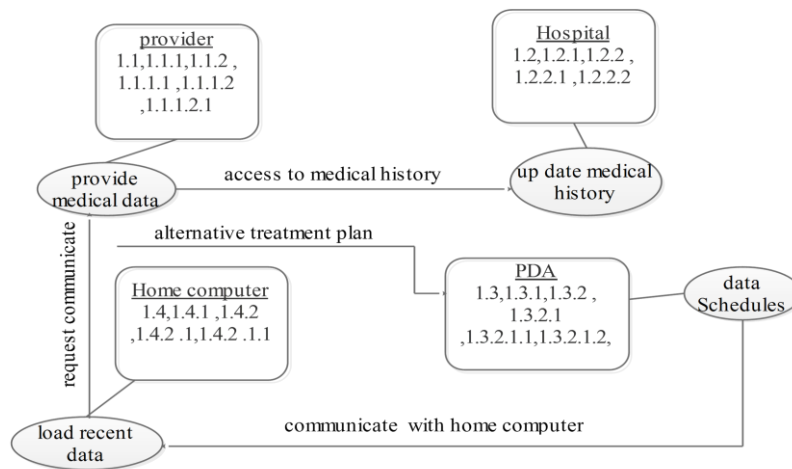 provider
1.1,1.1.1,1.1.2 ,
1.1.1.1 ,1.1.1.2
,1.1.1.2.1
Hospital
1.2,1.2.1,1.2.2 ,
1.2.2.1 ,1.2.2.2
provide
medical data
access to medical history
up date medical
history
request communicate
alternative treatment plan
Home computer
1.4,1.4.1 ,1.4.2
,1.4.2 .1,1.4.2 .1.1
PDA
1.3,1.3.1,1.3.2 ,
1.3.2.1
,1.3.2.1.1,1.3.2.1.2,
data
Schedules
load recent
data
communicate with home computer